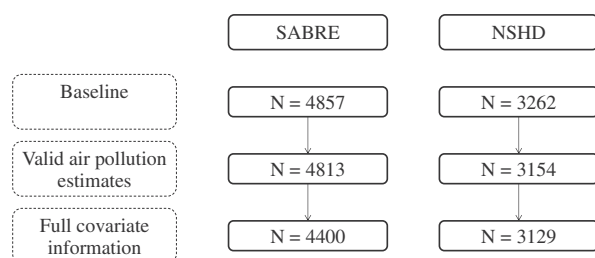 SABRE NSHD
Baseline N = 4857 N = 3262
Valid air pollution
estimates N = 4813 N = 3154
Full covariate
information N = 4400 N = 3129